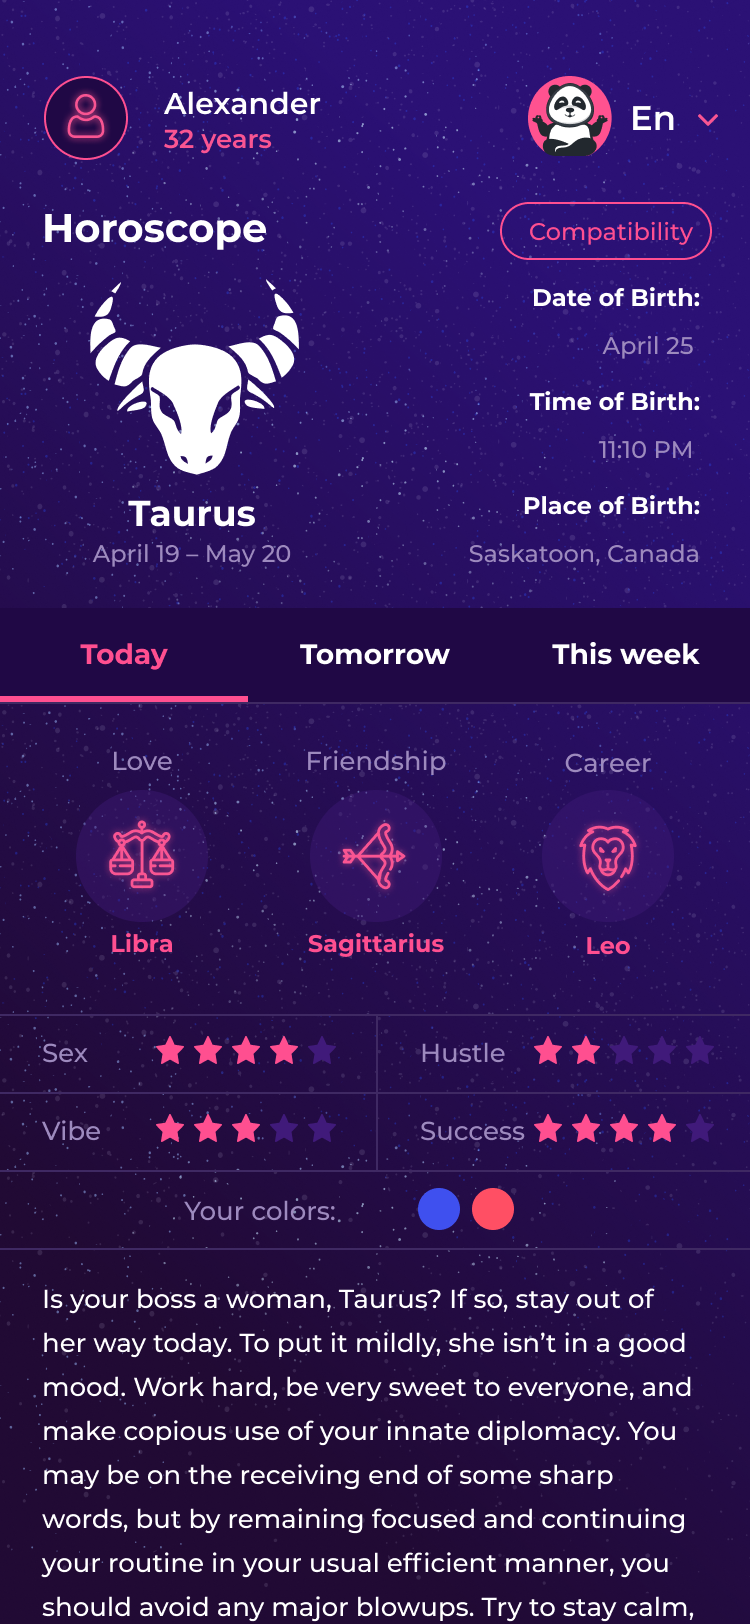 Alexander
32 years
En
Horoscope
Compatibility
Date of Birth:
April 25
Time of Birth:
11:10 PM
Place of Birth:
Saskatoon, Canada
Taurus
April 19 – May 20
Today
Tomorrow
This week
Love
Friendship
Career
Libra
Sagittarius
Leo
Sex
Hustle
Vibe
Success
Your colors:
Is your boss a woman, Taurus? If so, stay out of
her way today. To put it mildly, she isn’t in a good
mood. Work hard, be very sweet to everyone, and
make copious use of your innate diplomacy. You
may be on the receiving end of some sharp
words, but by remaining focused and continuing
your routine in your usual efficient manner, you
should avoid any major blowups. Try to stay calm,